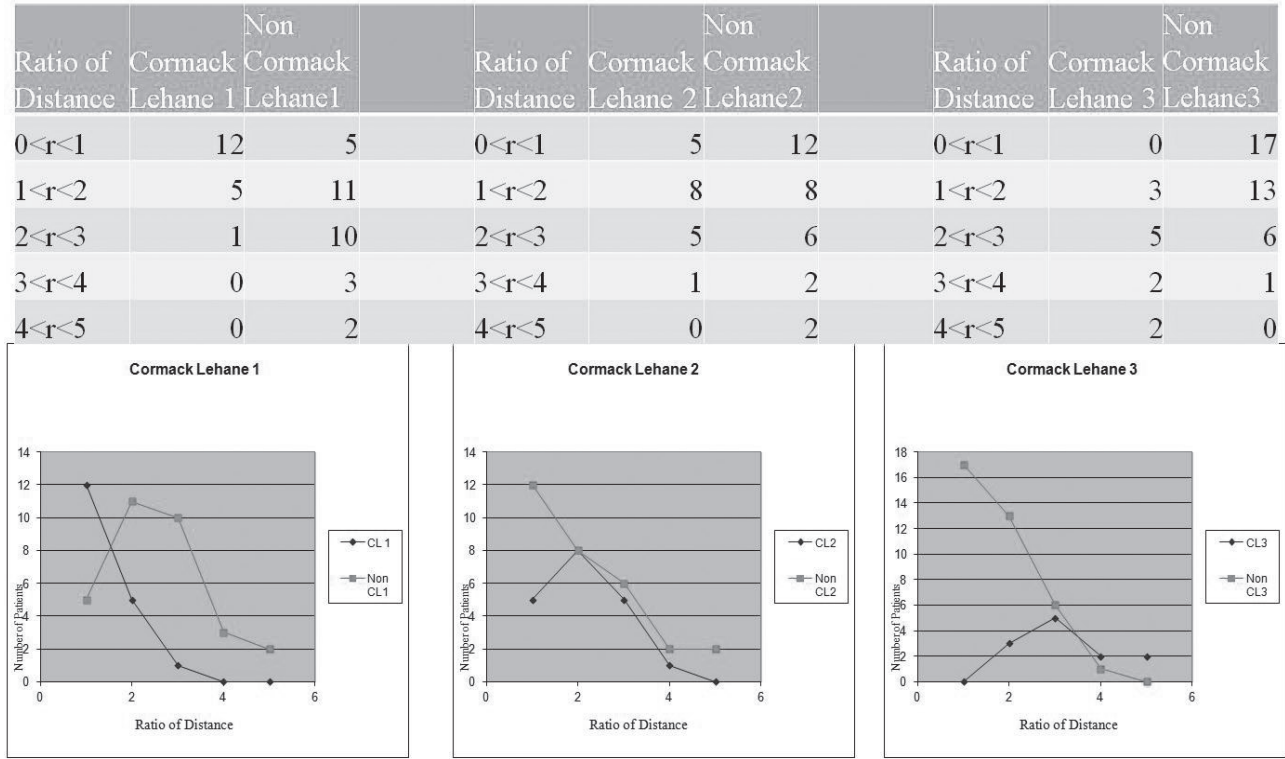 Ratio of Distance Cormack Lehane 1 Non Cormack Lehane1 Ratio of Distance Cormack Lehane 2 Non Cormack Lehane2 Ratio of Distance Cormack Lehane 3 Non Cormack Lehane3
0<r<1 12 5 0<r<1 5 12 0<r<1 0 17
1<r<2 5 11 1<r<2 8 8 1<r<2 3 13
2<r<3 1 10 2<r<3 5 6 2<r<3 5 6
3<r<4 0 3 3<r<4 1 2 3<r<4 2 1
4<r<5 0 2 4<r<5 0 2 4<r<5 2 0
Cormack Lehane 1
14
12
10
8
6
4
2
0
0 2 4 6
Number of Patients
Ratio of Distance
CL 1
Non
CL1
Cormack Lehane 2
14
12
10
8
6
4
2
0
0 2 4 6
Number of Patients
Ratio of Distance
CL2
Non
CL2
Cormack Lehane 3
18
16
14
12
10
8
6
4
2
0
0 2 4 6
Number of Patients
Ratio of Distance
CL3
Non
CL3